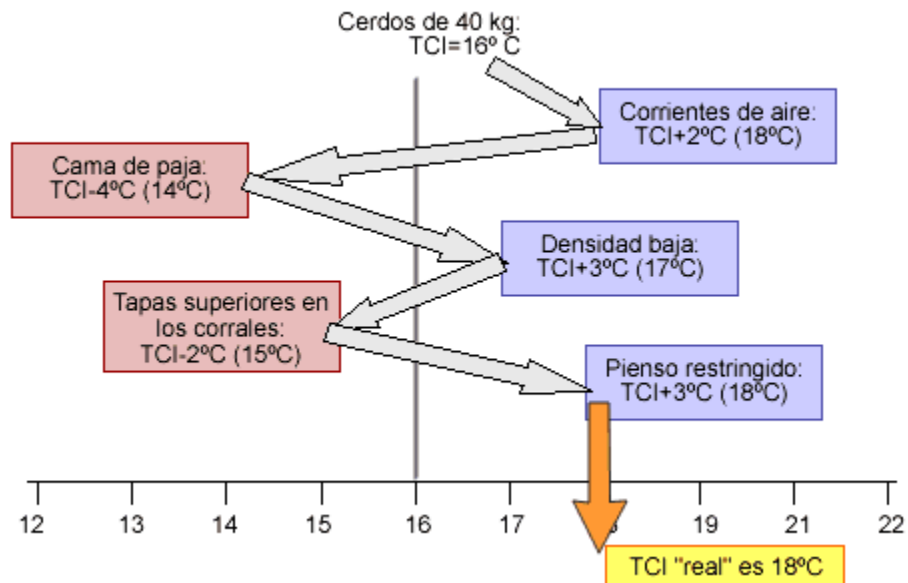 Cerdos de 40 kg:
TCI=16º C
Corrientes de aire:
TCI+2ºC (18ºC)
Cama de paja:
TCI-4ºC (14ºC)
Densidad baja:
TCI+3ºC (17ºC)
Tapas superiores en
los corrales:
TCI-2ºC (15ºC)
Pienso restringido:
TCI+3ºC (18ºC)
12 13 14 15 16 17 18 19 21 22
TCI "real" es 18ºC